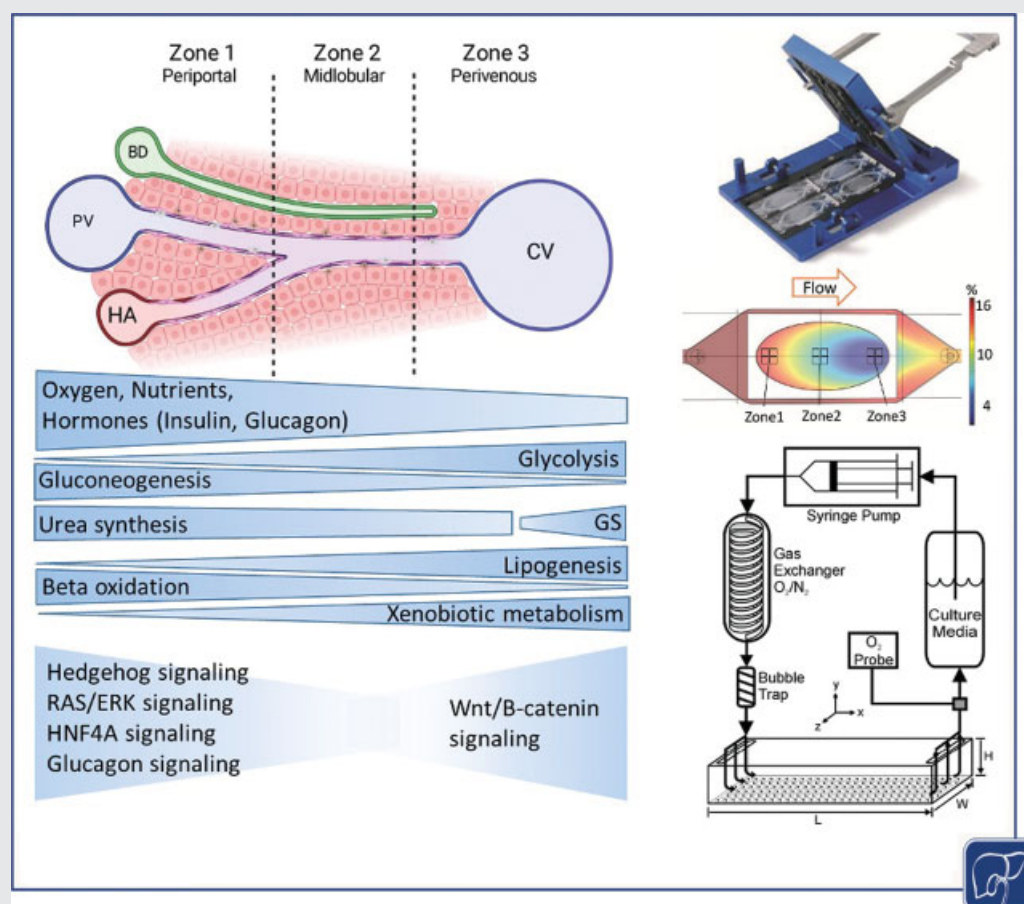 Zone 1
Periportal
Zone 2
Midlobular
Zone 3
Perivenous
BD
PV
HA
CV
Oxygen, Nutrients,
Hormones (Insulin, Glucagon)
Glycolysis
Gluconeogenesis
Urea synthesis
GS
Lipogenesis
Beta oxidation
Xenobiotic metabolism
Hedgehog signaling
RAS/ERK signaling
HNF4A signaling
Glucagon signaling
Wnt/B-catenin
signaling
Flow
%
16
10
4
Zone1
Zone2
Zone3
Syringe Pump
Gas
Exchanger
O₂/N₂
Culture
Media
O₂
Probe
Bubble
Trap
y
x
z
H
W
L